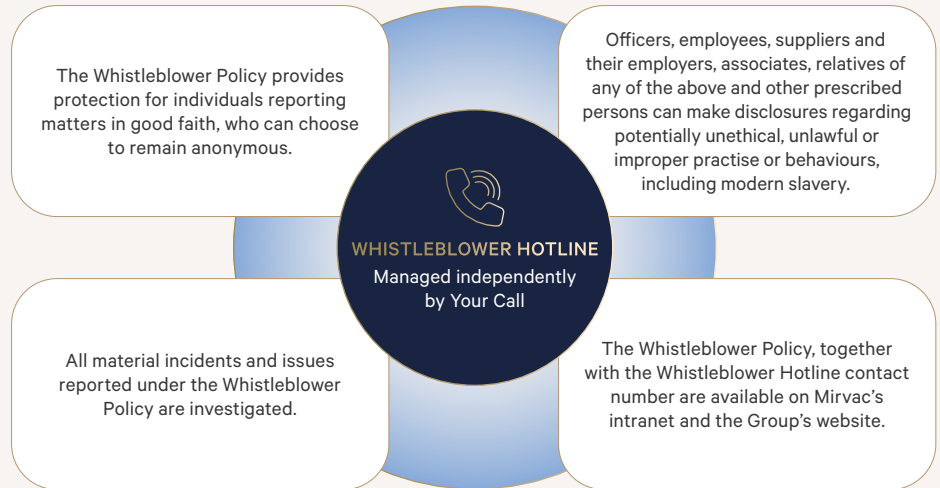 The Whistleblower Policy provides
protection for individuals reporting
matters in good faith, who can choose
to remain anonymous.
Officers, employees, suppliers and
their employers, associates, relatives of
any of the above and other prescribed
persons can make disclosures regarding
potentially unethical, unlawful or
improper practise or behaviours,
including modern slavery.
WHISTLEBLOWER HOTLINE
Managed independently
by Your Call
All material incidents and issues
reported under the Whistleblower
Policy are investigated.
The Whistleblower Policy, together
with the Whistleblower Hotline contact
number are available on Mirvac’s
intranet and the Group’s website.